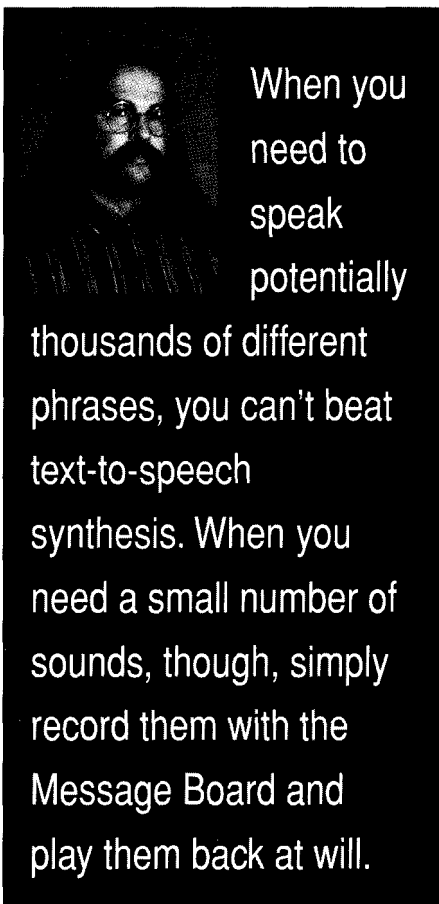 When you
need to
speak
potentially
thousands of different
phrases, you can't beat
text-to-speech
synthesis. When you
need a small number of
sounds, though, simply
record them with the
Message Board and
play them back at will.